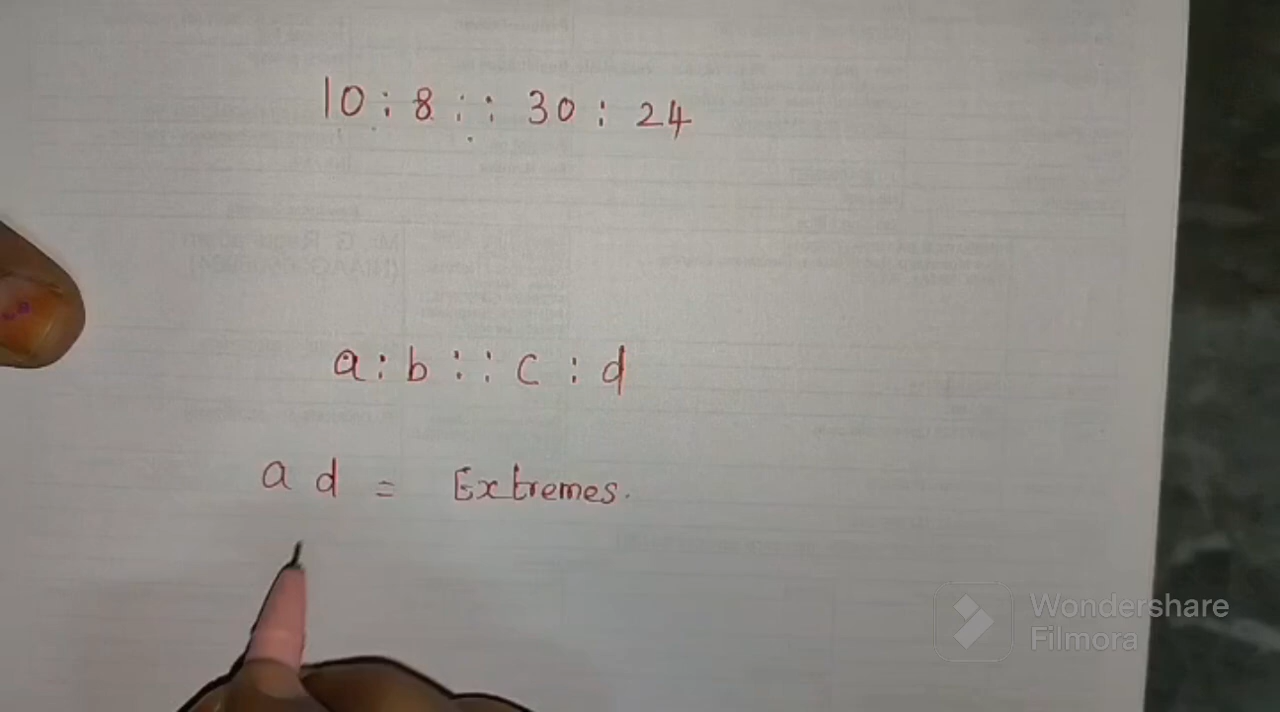 10 : 8 :: 30 : 24
a : b :: c : d
a d = Extremes.
Wondershare
Filmora